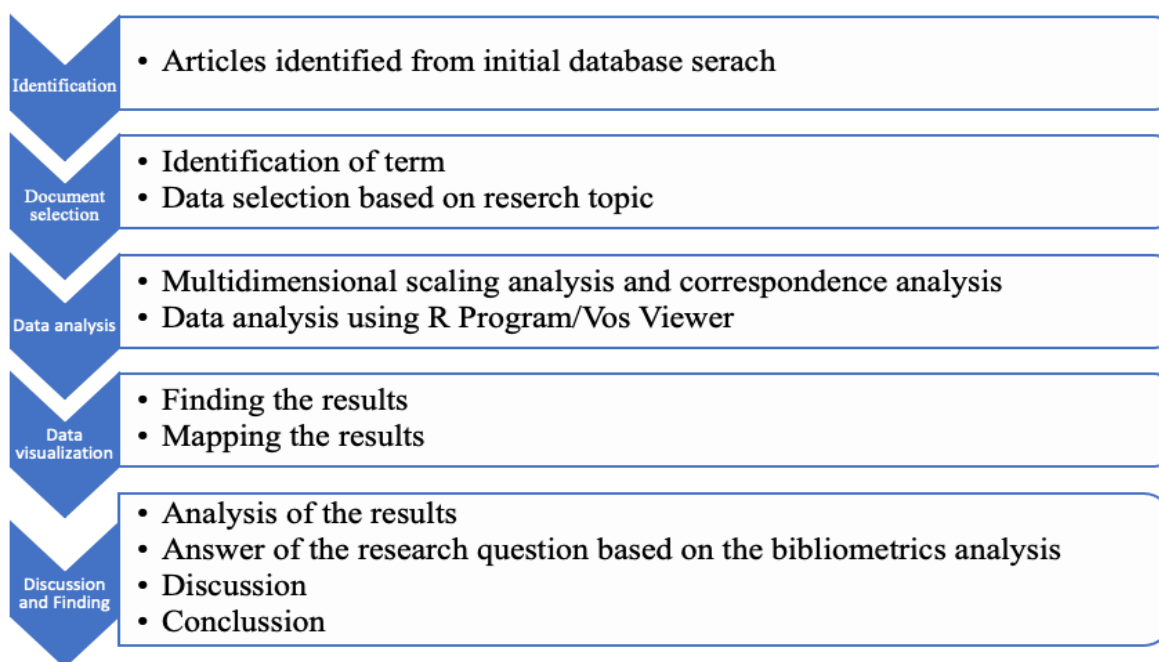 Identification
• Articles identified from initial database serach
Document
selection
• Identification of term
• Data selection based on reserch topic
Data analysis
• Multidimensional scaling analysis and correspondence analysis
• Data analysis using R Program/Vos Viewer
Data
visualization
• Finding the results
• Mapping the results
Discussion
and Finding
• Analysis of the results
• Answer of the research question based on the bibliometrics analysis
• Discussion
• Conclussion